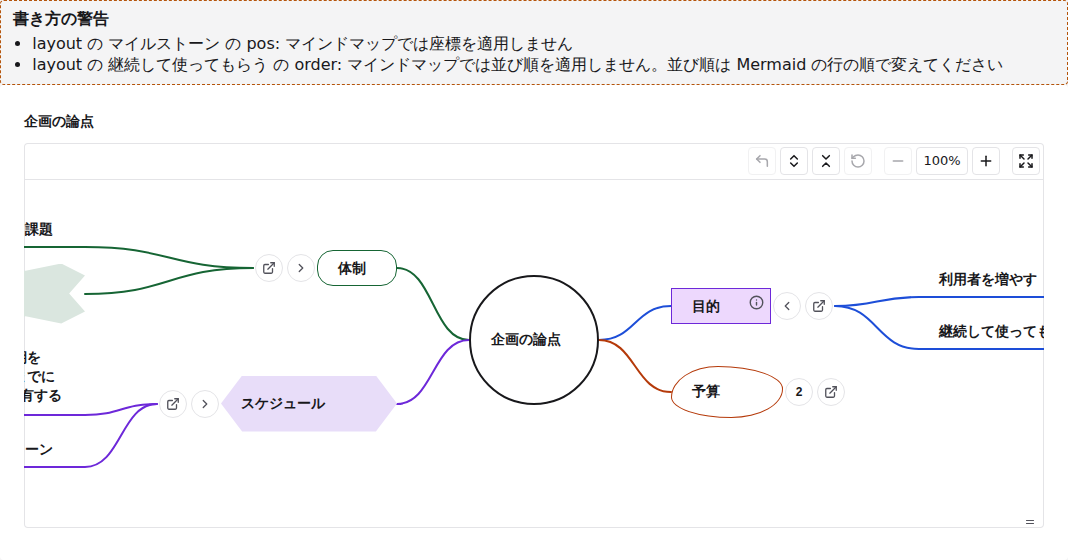 書き方の警告
layout の マイルストーン の pos: マインドマップでは座標を適用しません
layout の 継続して使ってもらう の order: マインドマップでは並び順を適用しません。並び順は Mermaid の行の順で変えてください
企画の論点
100%
課題
体制
を
でに
有する
スケジュール
ーン
企画の論点
目的
利用者を増やす
継続して使っても
予算
2